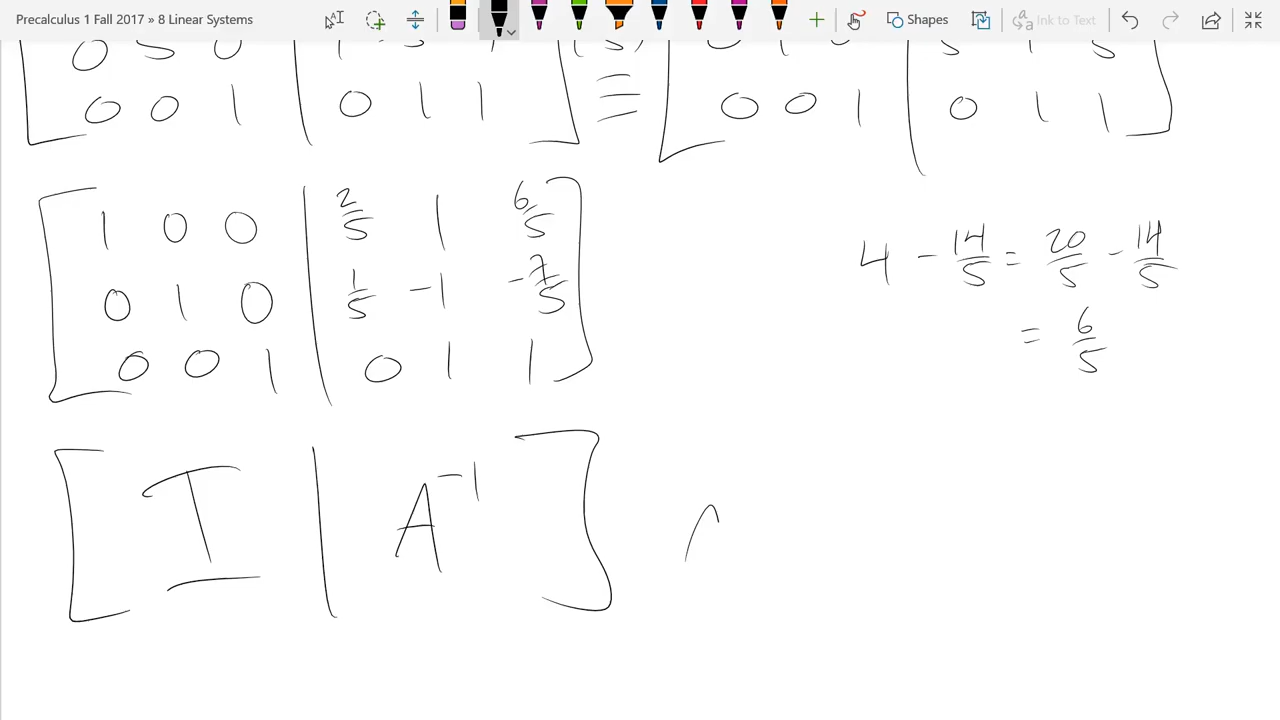 Precalculus 1 Fall 2017 » 8 Linear Systems
Shapes
Ink to Text
0 0 1 | 0 1 1
≡
0 0 1 | 0 1 1
1 0 0 | 2/5 1 6/5
0 1 0 | 1/5 -1 -7/5
0 0 1 | 0 1 1
4 - 14/5 = 20/5 - 14/5
= 6/5
[ I | A⁻¹ ]